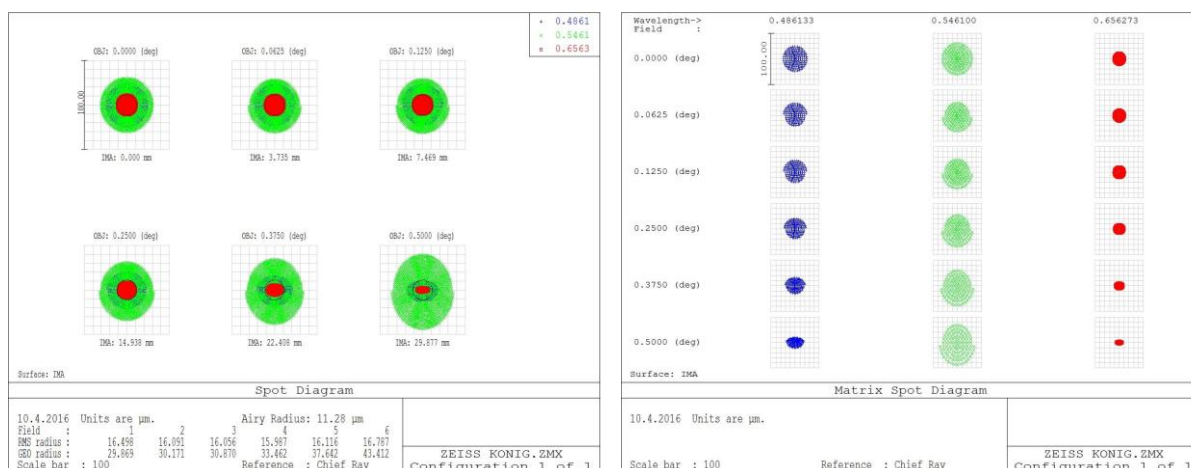 + 0.4861
× 0.5461
□ 0.6563
OBJ: 0.0000 (deg) OBJ: 0.0625 (deg) OBJ: 0.1250 (deg)
100.00
IMA: 0.000 mm IMA: 3.735 mm IMA: 7.469 mm
OBJ: 0.2500 (deg) OBJ: 0.3750 (deg) OBJ: 0.5000 (deg)
IMA: 14.938 mm IMA: 22.408 mm IMA: 29.877 mm
Surface: IMA
Spot Diagram
10.4.2016 Units are µm. Airy Radius: 11.28 µm
Field : 1 2 3 4 5 6
RMS radius : 16.498 16.091 16.056 15.987 16.116 16.787
GEO radius : 29.869 30.171 30.870 33.462 37.642 43.412
Scale bar : 100 Reference : Chief Ray
ZEISS KONIG.ZMX
Configuration 1 of 1
Wavelength-> 0.486133 0.546100 0.656273
Field :
0.0000 (deg)
100.00
0.0625 (deg)
0.1250 (deg)
0.2500 (deg)
0.3750 (deg)
0.5000 (deg)
Surface: IMA
Matrix Spot Diagram
10.4.2016 Units are µm.
Scale bar : 100 Reference : Chief Ray
ZEISS KONIG.ZMX
Configuration 1 of 1